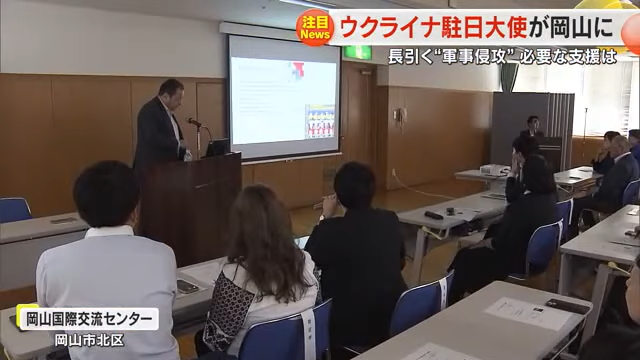 注目
News
ウクライナ駐日大使が岡山に
長引く“軍事侵攻” 必要な支援は
岡山国際交流センター
岡山市北区